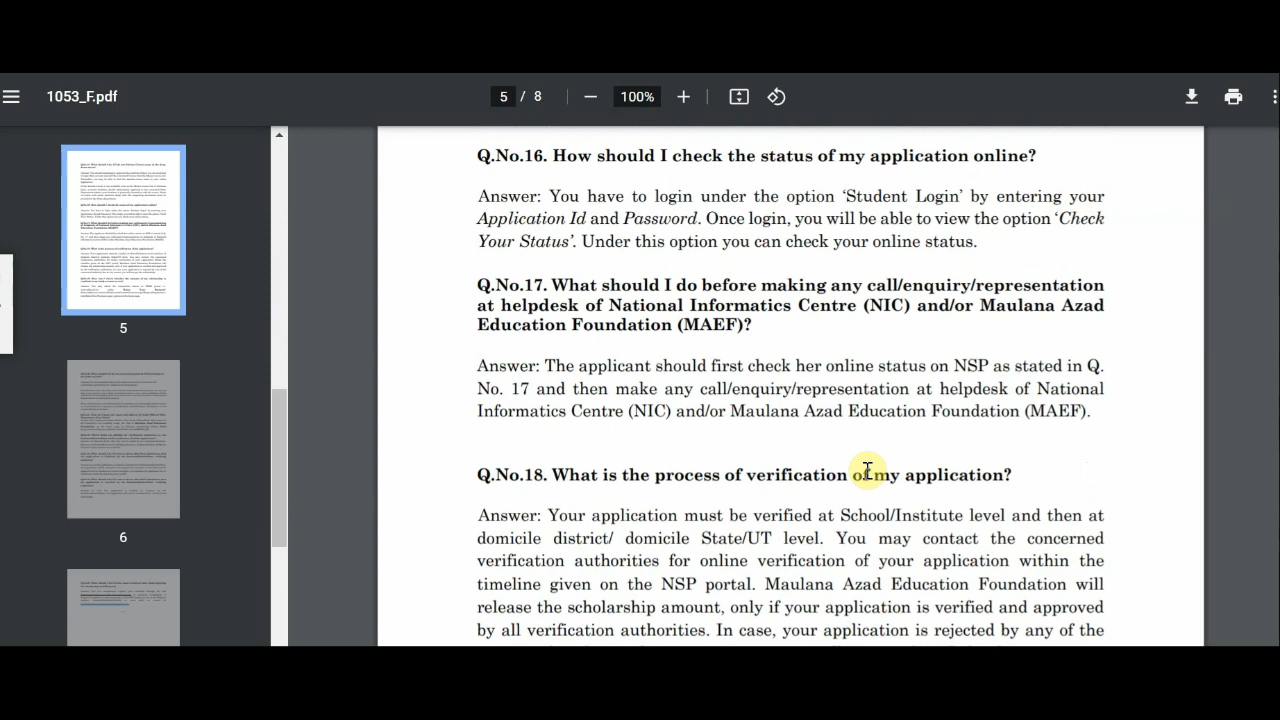 1053_F.pdf
5 / 8
100%
Q.No.16. How should I check the status of my application online?
Answer: You have to login under the option 'Student Login' by entering your
Application Id and Password. Once login, you will be able to view the option 'Check
Your Status'. Under this option you can check your online status.
Q.No.17. What should I do before making any call/enquiry/representation
at helpdesk of National Informatics Centre (NIC) and/or Maulana Azad
Education Foundation (MAEF)?
Answer: The applicant should first check her online status on NSP as stated in Q.
No. 17 and then make any call/enquiry/representation at helpdesk of National
Informatics Centre (NIC) and/or Maulana Azad Education Foundation (MAEF).
Q.No.18. What is the process of verification of my application?
Answer: Your application must be verified at School/Institute level and then at
domicile district/ domicile State/UT level. You may contact the concerned
verification authorities for online verification of your application within the
timeline given on the NSP portal. Maulana Azad Education Foundation will
release the scholarship amount, only if your application is verified and approved
by all verification authorities. In case, your application is rejected by any of the
5
6